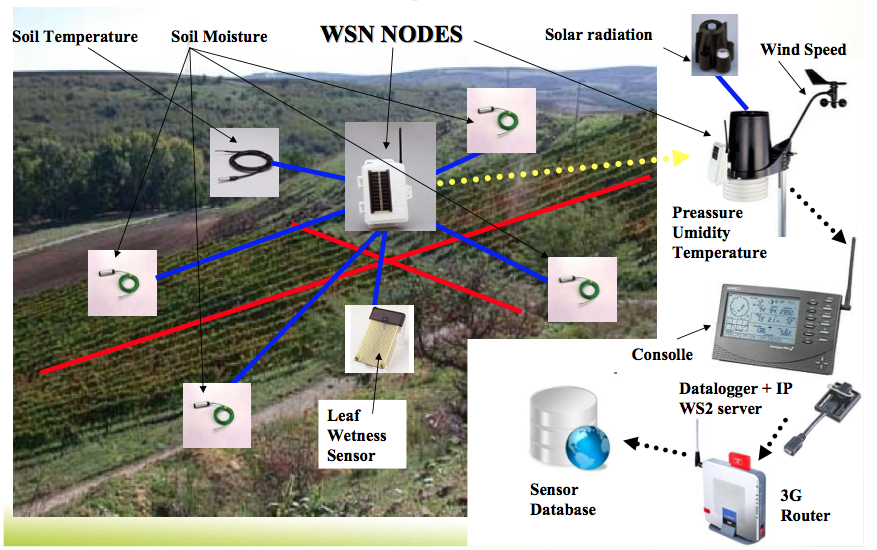 Soil Temperature
Soil Moisture
WSN NODES
Solar radiation
Wind Speed
Preassure
Umidity
Temperature
Consolle
Datalogger + IP
WS2 server
Leaf
Wetness
Sensor
Sensor
Database
3G
Router